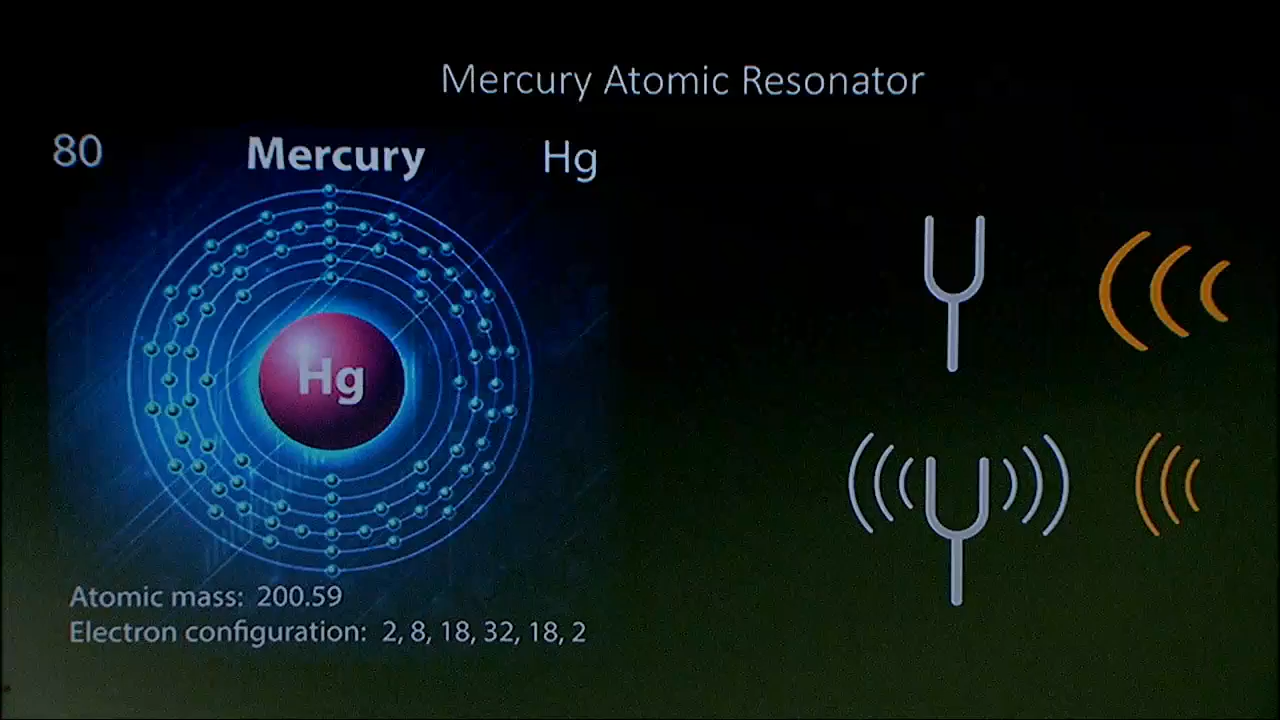 Mercury Atomic Resonator
80 Mercury Hg
Hg
Atomic mass: 200.59
Electron configuration: 2, 8, 18, 32, 18, 2